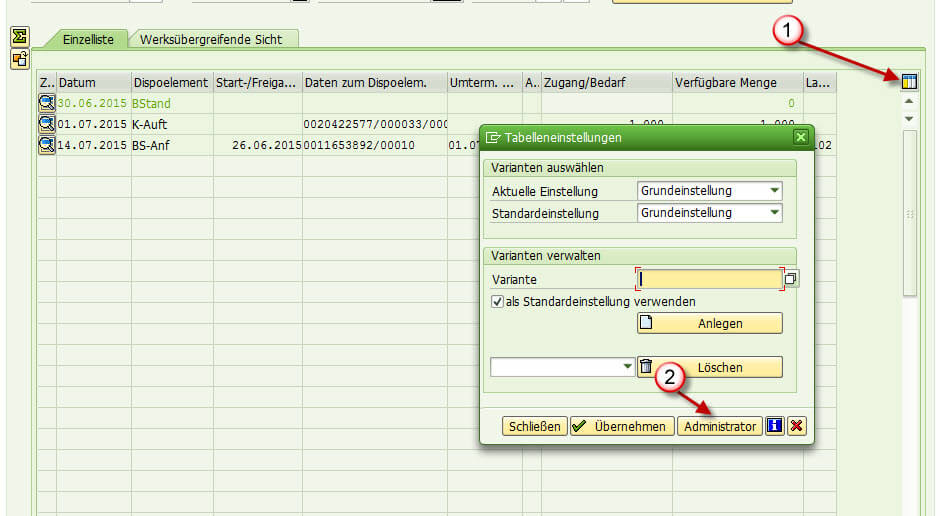 1
Einzelliste Werksübergreifende Sicht
Z.. Datum Dispoelement Start-/Freiga... Daten zum Dispoelem. Umterm. ... A.. Zugang/Bedarf Verfügbare Menge La...
30.06.2015 BStand 0
01.07.2015 K-Auft 0020422577/000033/000 1.000 1.000
14.07.2015 BS-Anf 26.06.2015 0011653892/00010 01.07 .02
Tabelleneinstellungen
Varianten auswählen
Aktuelle Einstellung Grundeinstellung
Standardeinstellung Grundeinstellung
Varianten verwalten
Variante
als Standardeinstellung verwenden
Anlegen
Löschen
2
Schließen Übernehmen Administrator